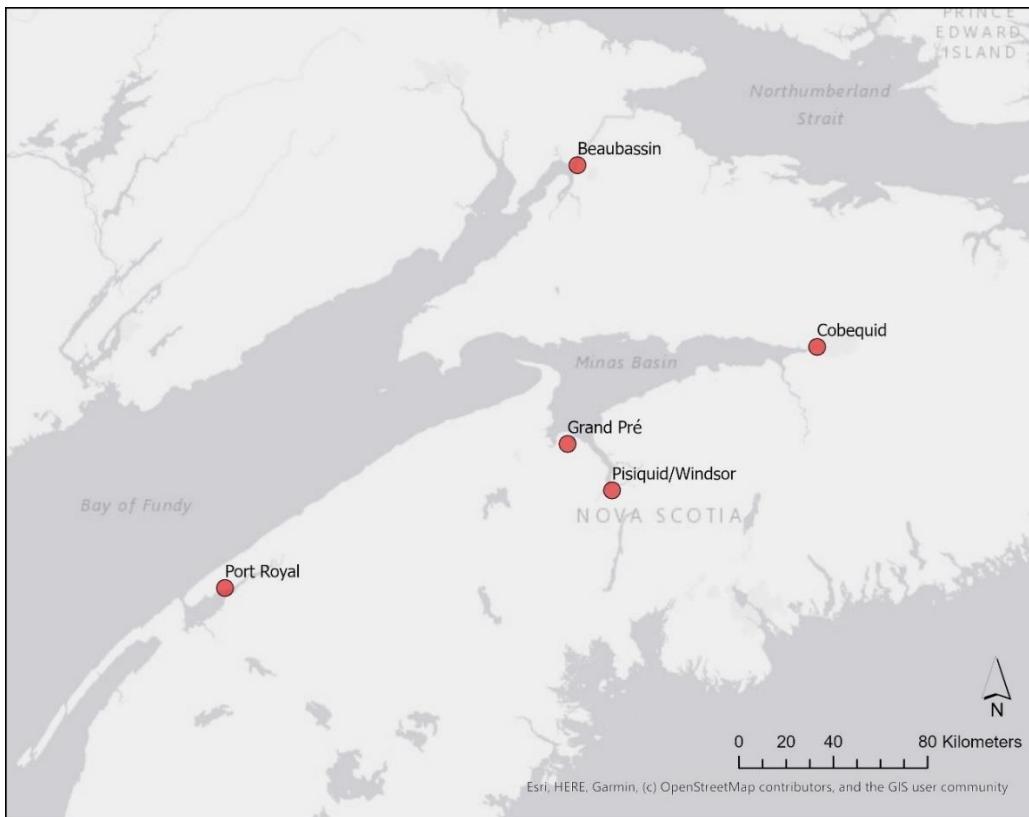 PRINCE
EDWARD
ISLAND
Northumberland
Strait
Beaubassin
Cobequid
Minas Basin
Grand Pré
Pisiquid/Windsor
NOVA SCOTIA
Bay of Fundy
Port Royal
N
0 20 40 80 Kilometers
Esri, HERE, Garmin, (c) OpenStreetMap contributors, and the GIS user community